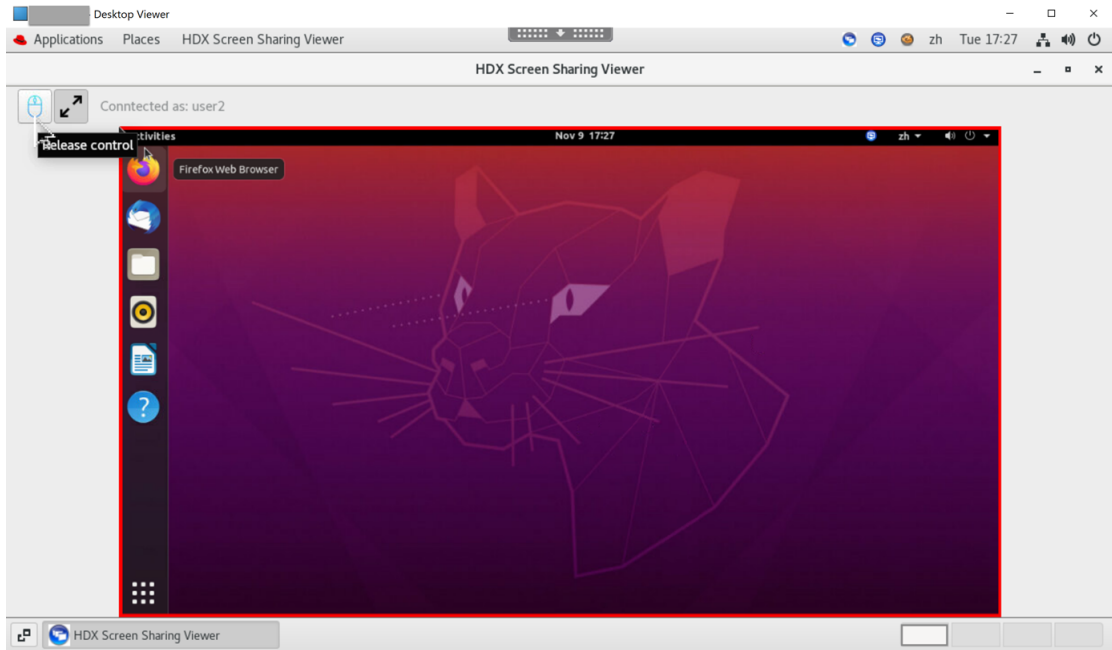 Desktop Viewer
Applications Places HDX Screen Sharing Viewer zh Tue 17:27
HDX Screen Sharing Viewer
Conntected as: user2
Release control
tivities Nov 9 17:27 zh
Firefox Web Browser
?
HDX Screen Sharing Viewer